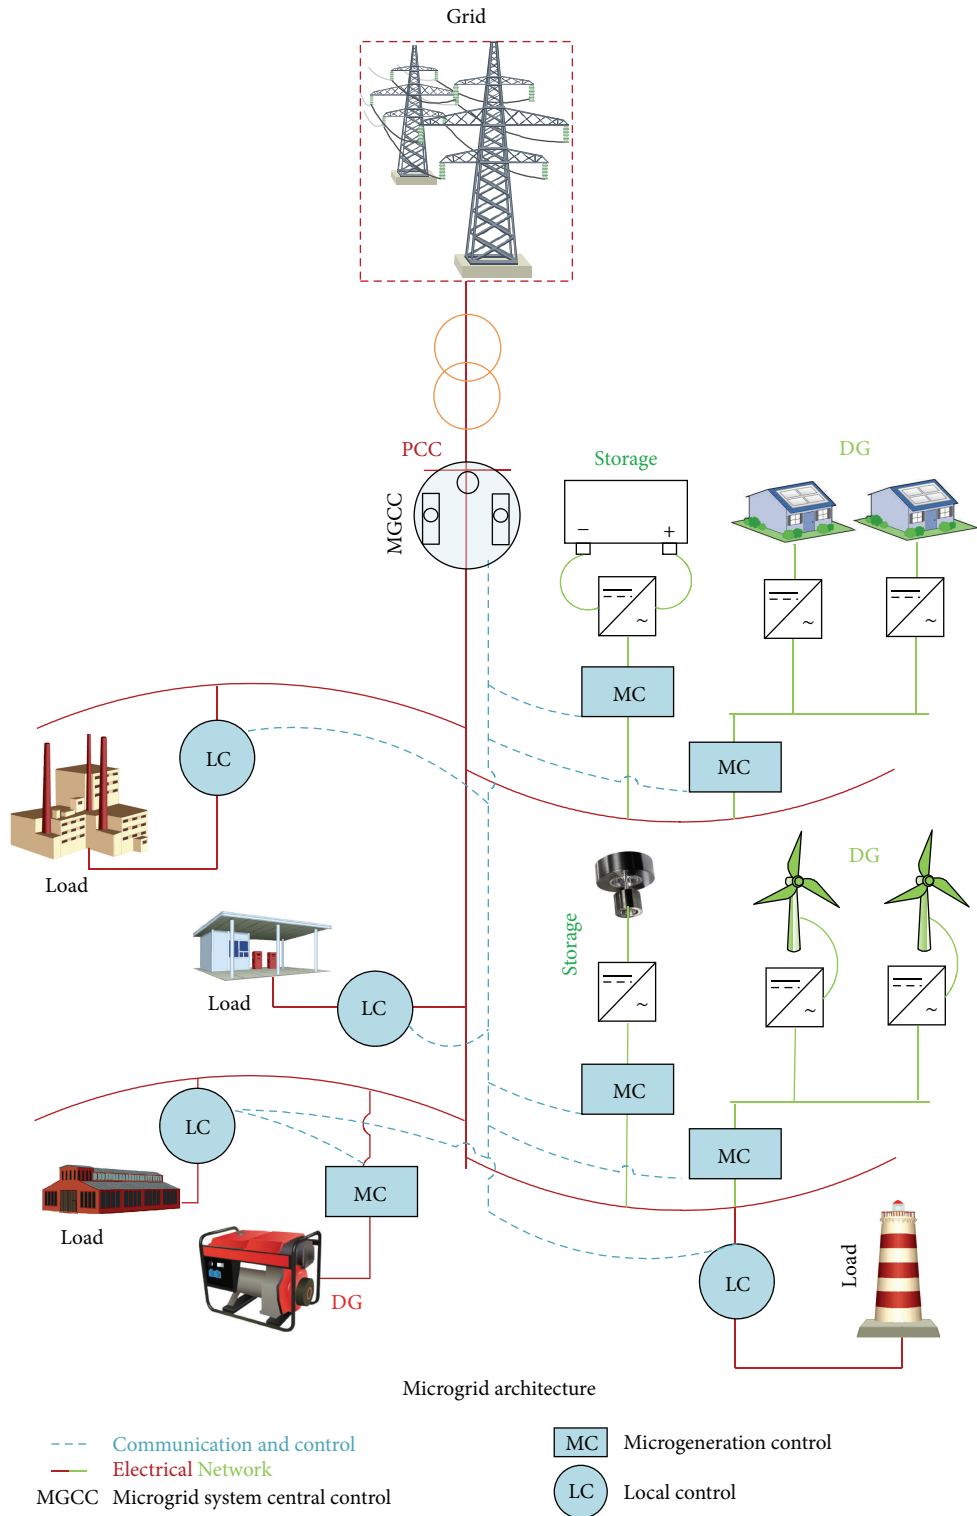 Grid
PCC
MGCC
Storage
DG
−
+
~
~
~
MC
LC
MC
Load
DG
Storage
Load
LC
~
~
~
MC
LC
MC
MC
Load
DG
LC
Load
Microgrid architecture
Communication and control
Electrical Network
MGCC Microgrid system central control
MC Microgeneration control
LC Local control